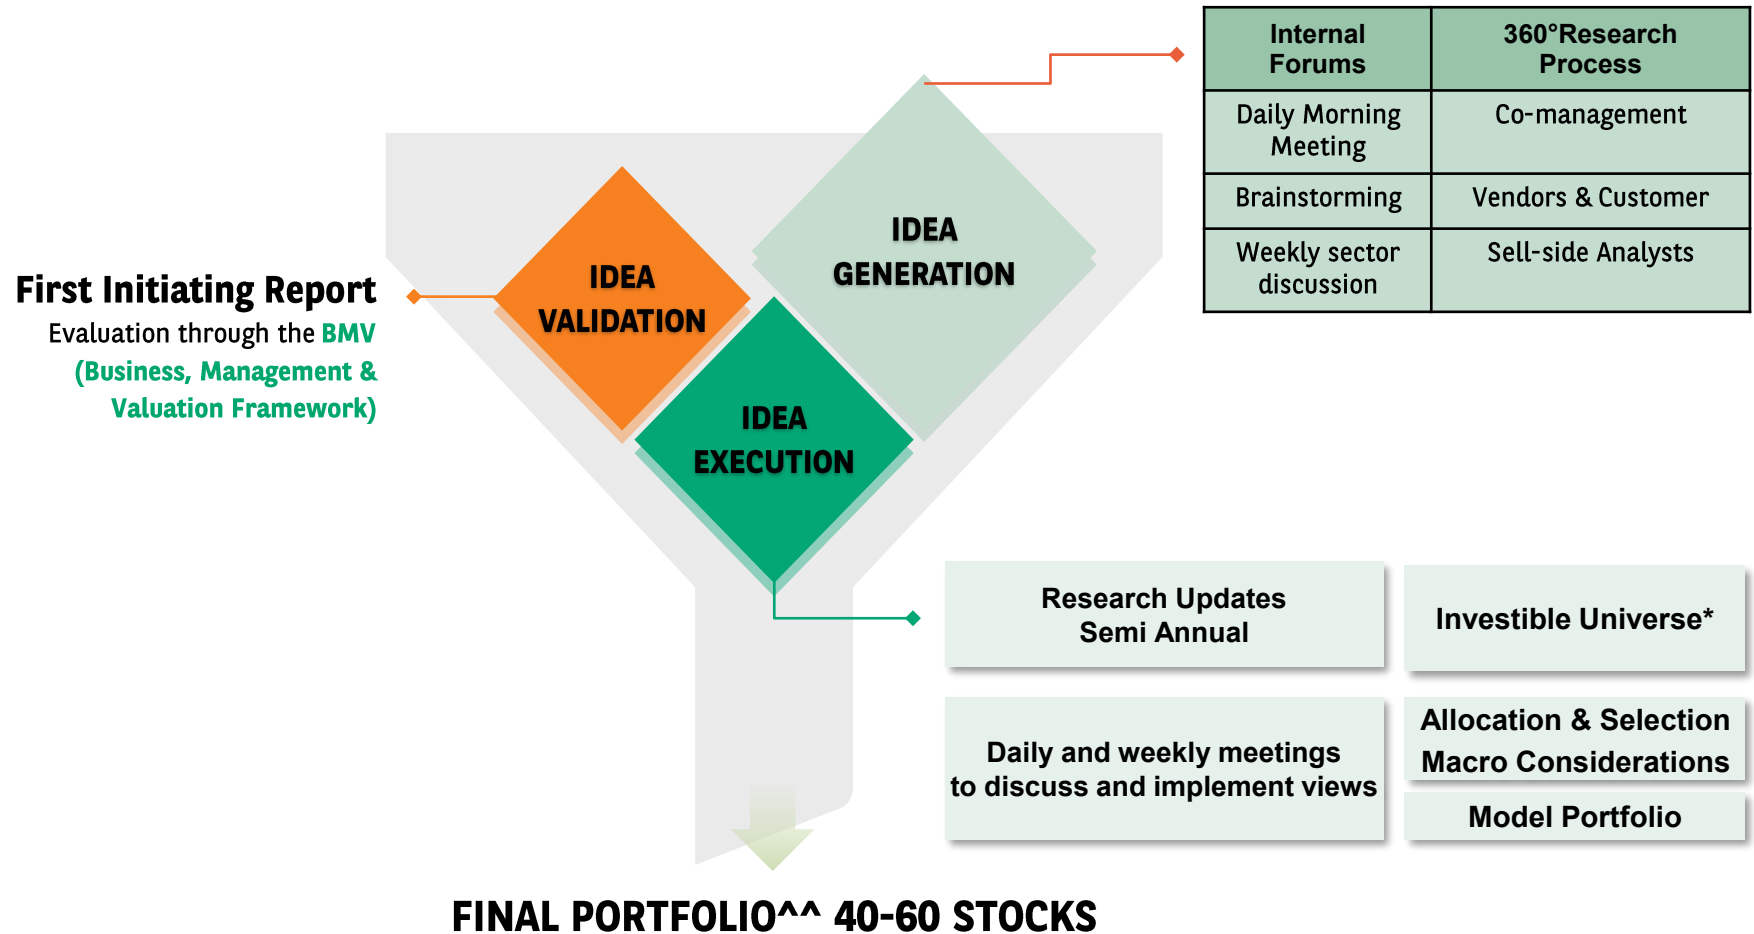 Internal
Forums
360°Research
Process
Daily Morning
Meeting
Co-management
Brainstorming
Vendors & Customer
Weekly sector
discussion
Sell-side Analysts
IDEA
GENERATION
IDEA
VALIDATION
First Initiating Report
Evaluation through the BMV
(Business, Management &
Valuation Framework)
IDEA
EXECUTION
Research Updates
Semi Annual
Investible Universe*
Daily and weekly meetings
to discuss and implement views
Allocation & Selection
Macro Considerations
Model Portfolio
FINAL PORTFOLIO^^ 40-60 STOCKS